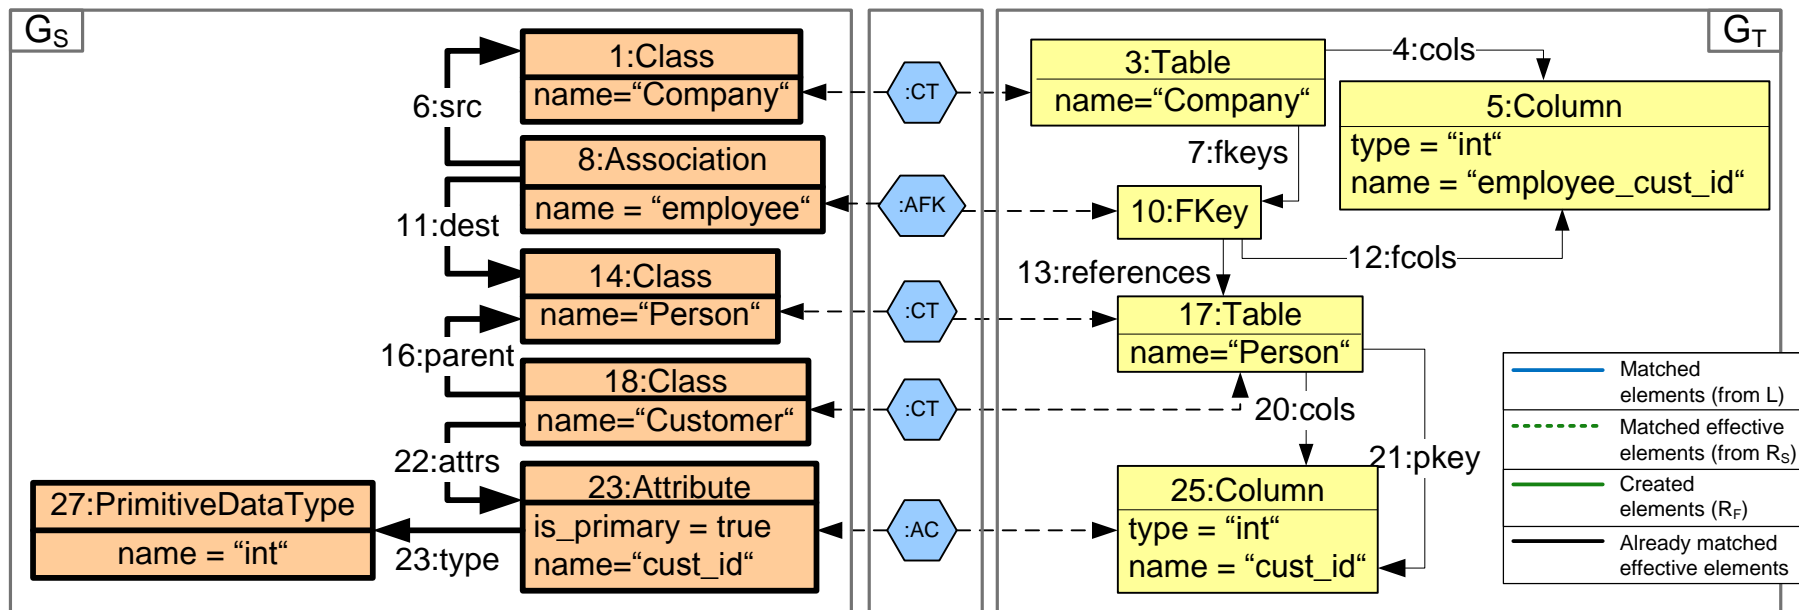 G_S
G_T
1:Class
name=“Company“
6:src
8:Association
name = “employee“
11:dest
14:Class
name=“Person“
16:parent
18:Class
name=“Customer“
22:attrs
23:Attribute
is_primary = true
name=“cust_id“
27:PrimitiveDataType
name = “int“
23:type
:CT
:AFK
:CT
:CT
:AC
3:Table
name=“Company“
4:cols
5:Column
type = “int“
name = “employee_cust_id“
7:fkeys
10:FKey
12:fcols
13:references
17:Table
name=“Person“
20:cols
21:pkey
25:Column
type = “int“
name = “cust_id“
Matched
elements (from L)
Matched effective
elements (from R_S)
Created
elements (R_F)
Already matched
effective elements